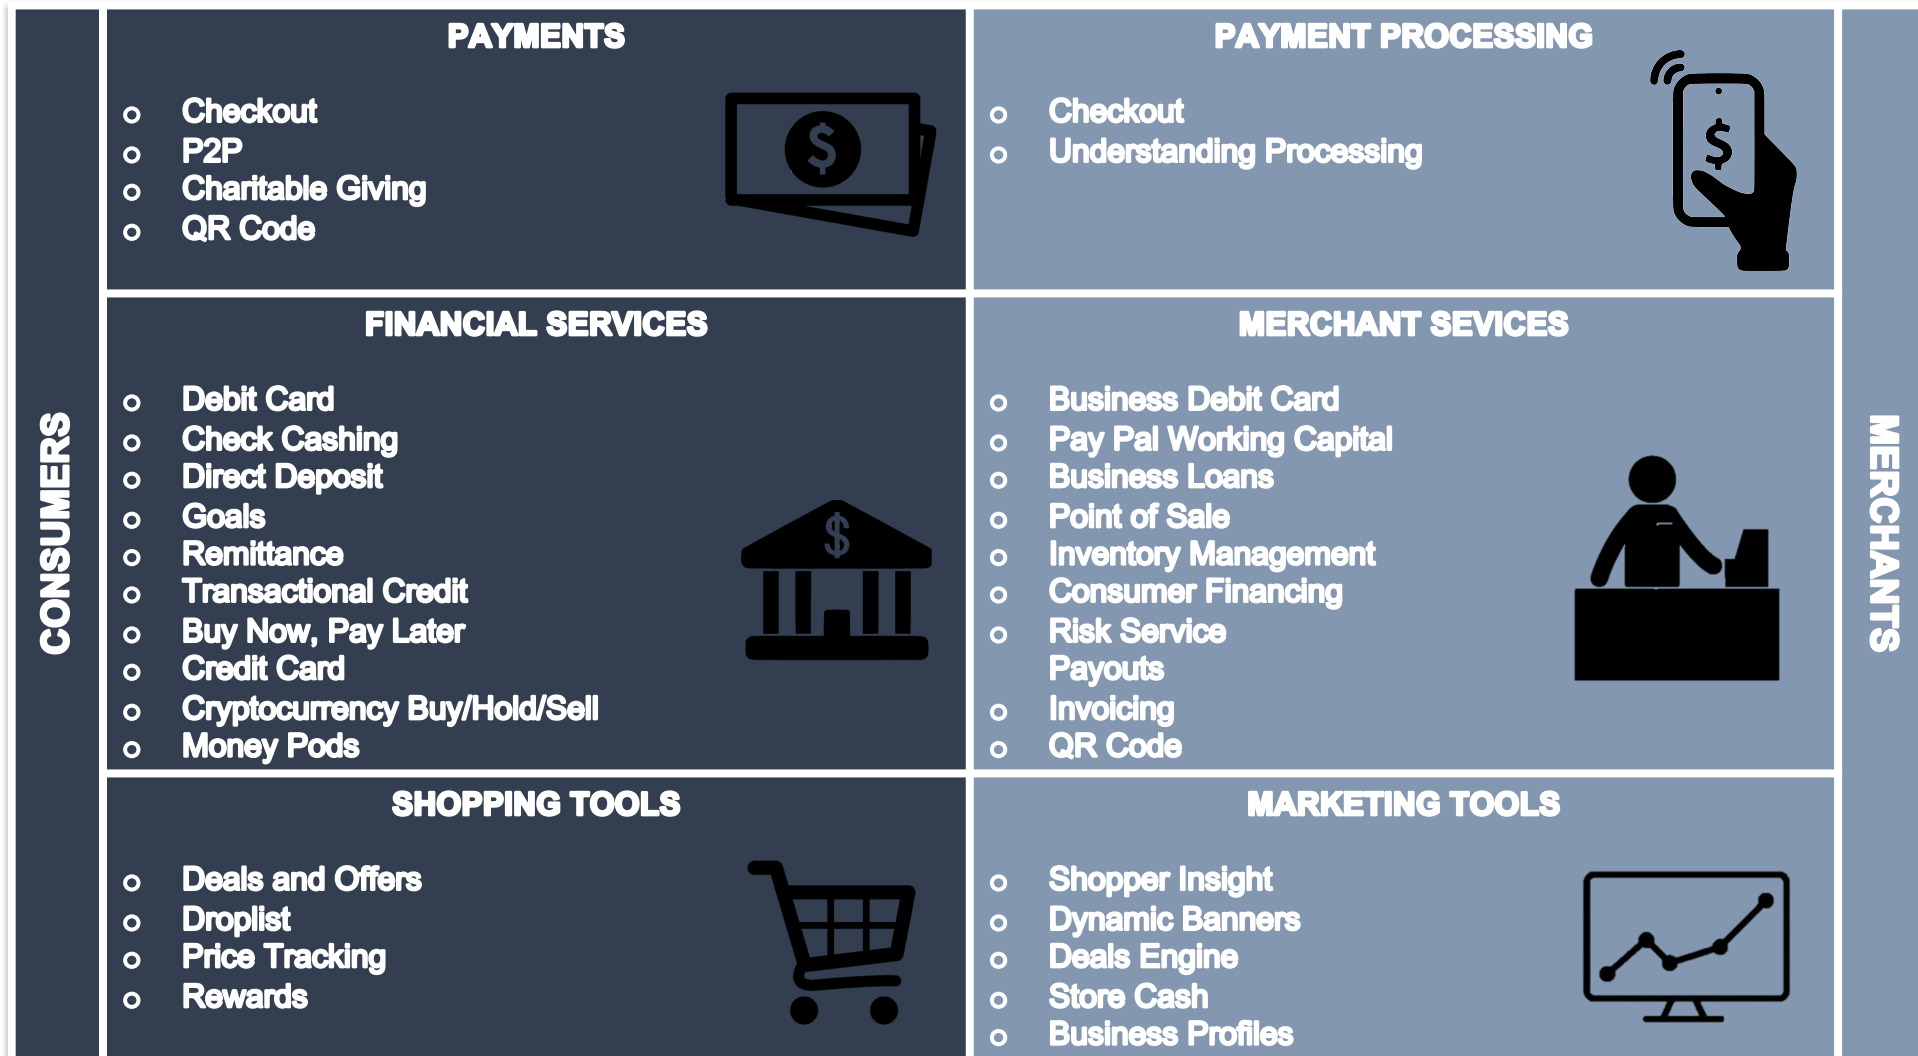 CONSUMERS
PAYMENTS
Checkout
P2P
Charitable Giving
QR Code
FINANCIAL SERVICES
Debit Card
Check Cashing
Direct Deposit
Goals
Remittance
Transactional Credit
Buy Now, Pay Later
Credit Card
Cryptocurrency Buy/Hold/Sell
Money Pods
SHOPPING TOOLS
Deals and Offers
Droplist
Price Tracking
Rewards
PAYMENT PROCESSING
Checkout
Understanding Processing
$
$
$
MERCHANT SEVICES
Business Debit Card
Pay Pal Working Capital
Business Loans
Point of Sale
Inventory Management
Consumer Financing
Risk Service
Payouts
Invoicing
QR Code
MARKETING TOOLS
Shopper Insight
Dynamic Banners
Deals Engine
Store Cash
Business Profiles
MERCHANTS